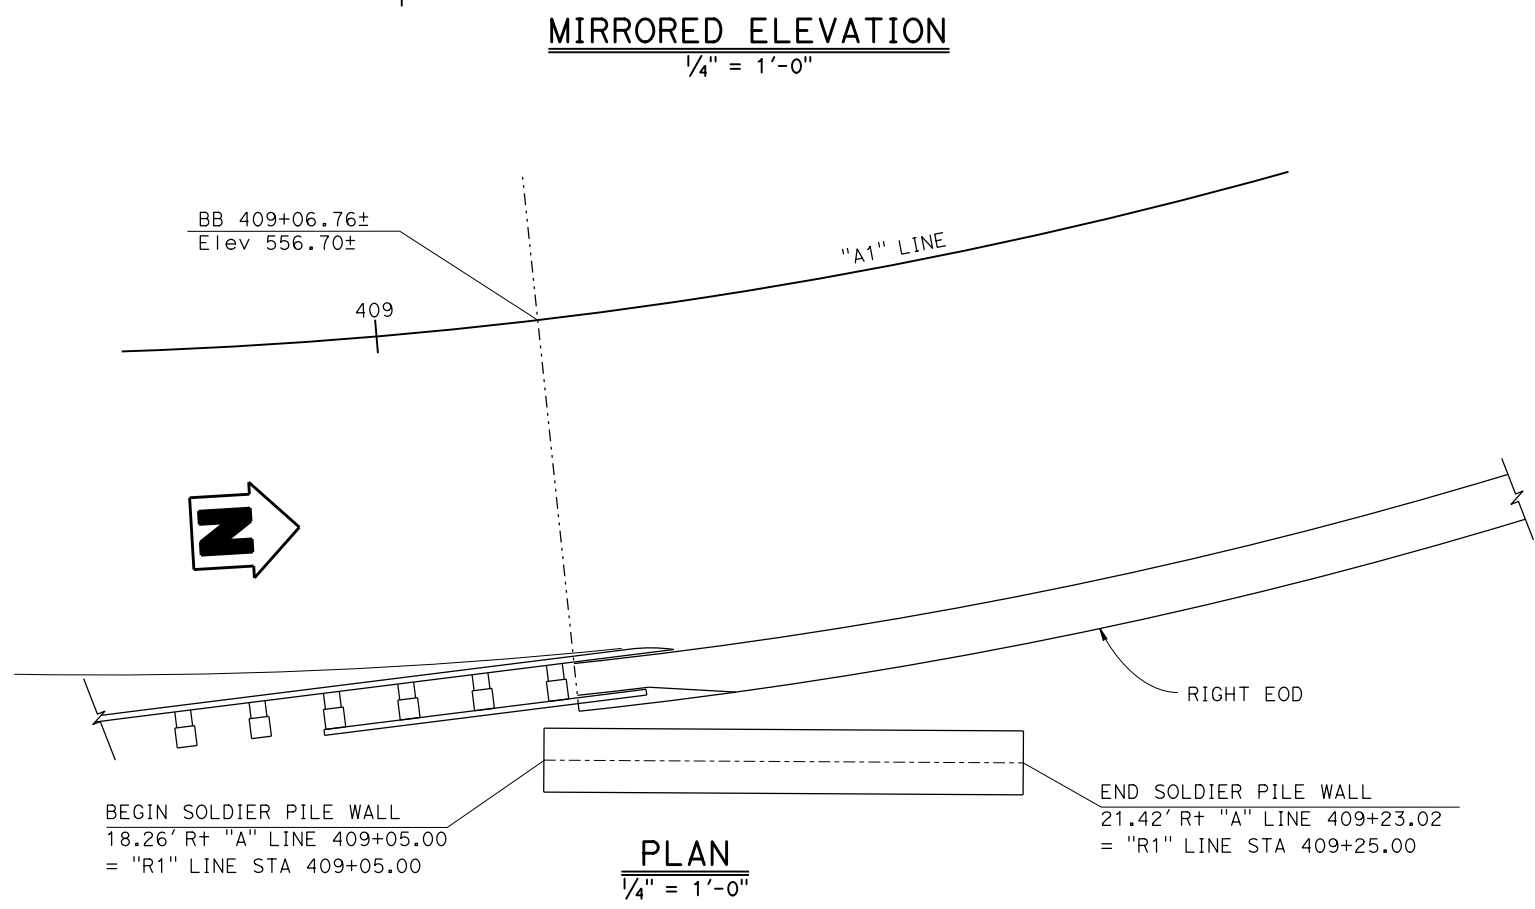 MIRRORED ELEVATION
1/4" = 1'-0"
BB 409+06.76±
Elev 556.70±
"A1" LINE
409
N
RIGHT EOD
BEGIN SOLDIER PILE WALL
18.26' Rt "A" LINE 409+05.00
= "R1" LINE STA 409+05.00
END SOLDIER PILE WALL
21.42' Rt "A" LINE 409+23.02
= "R1" LINE STA 409+25.00
PLAN
1/4" = 1'-0"